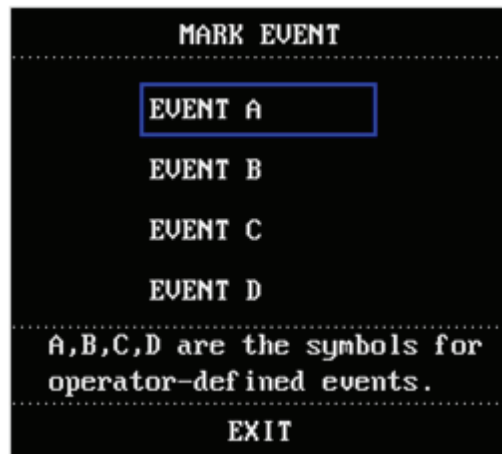 MARK EVENT
EVENT A
EVENT B
EVENT C
EVENT D
A,B,C,D are the symbols for
operator-defined events.
EXIT